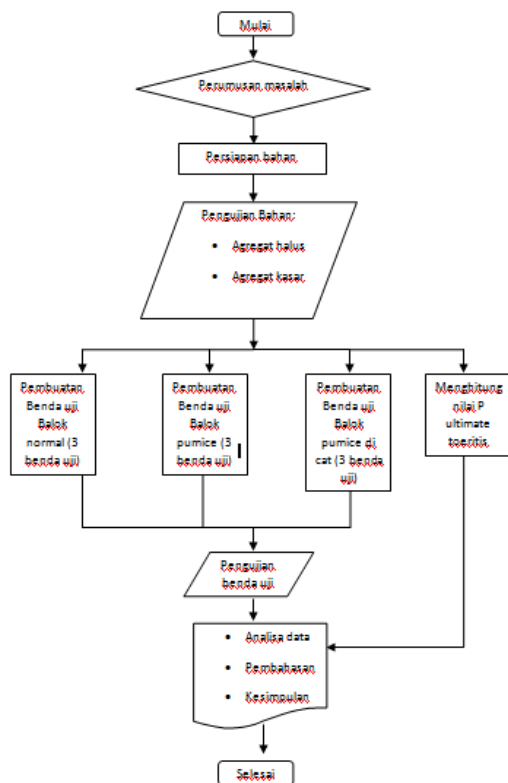 Mulai
Perumusan masalah
Persiapan bahan
Pengujian Bahan:
• Agregat halus
• Agregat kasar
Pembuatan
Benda uji
Balok
normal (3
benda uji)
Pembuatan
Benda uji
Balok
pumice (3
benda uji)
Pembuatan
Benda uji
Balok
pumice di
cat (3 benda
uji)
Menghitung
nilai P
ultimate
toeritis
Pengujian
benda uji
• Analisa data
• Pembahasan
• Kesimpulan
Selesai